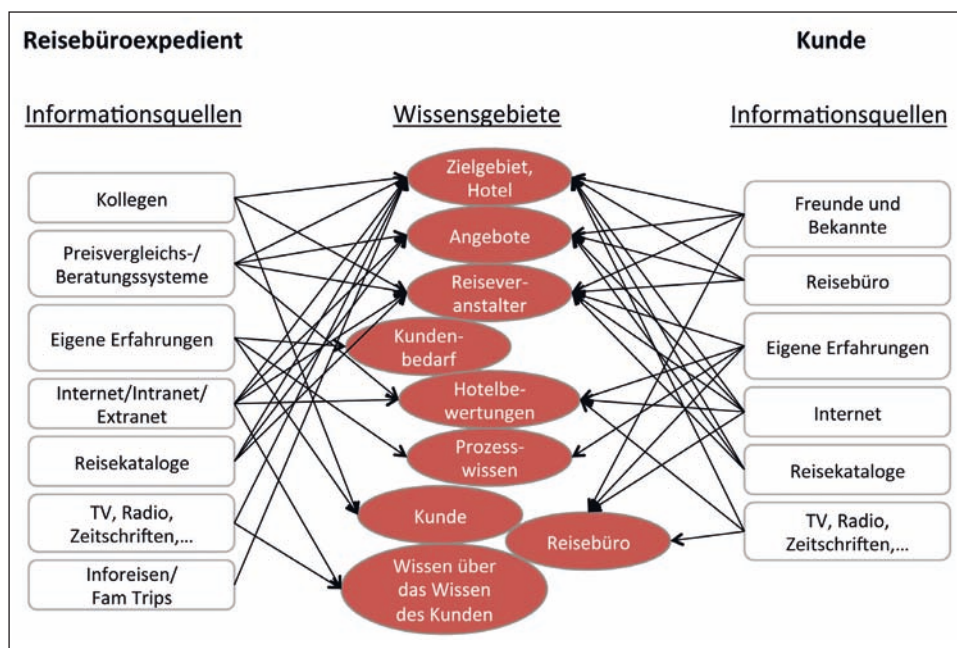 Reisebüroexpedient
Kunde
Informationsquellen
Wissensgebiete
Informationsquellen
Kollegen
Preisvergleichs-/
Beratungssysteme
Eigene Erfahrungen
Internet/Intranet/
Extranet
Reisekataloge
TV, Radio,
Zeitschriften,...
Inforeisen/
Fam Trips
Zielgebiet,
Hotel
Angebote
Reisever-
anstalter
Kunden-
bedarf
Hotelbe-
wertungen
Prozess-
wissen
Kunde
Reisebüro
Wissen über
das Wissen
des Kunden
Freunde und
Bekannte
Reisebüro
Eigene Erfahrungen
Internet
Reisekataloge
TV, Radio,
Zeitschriften,...